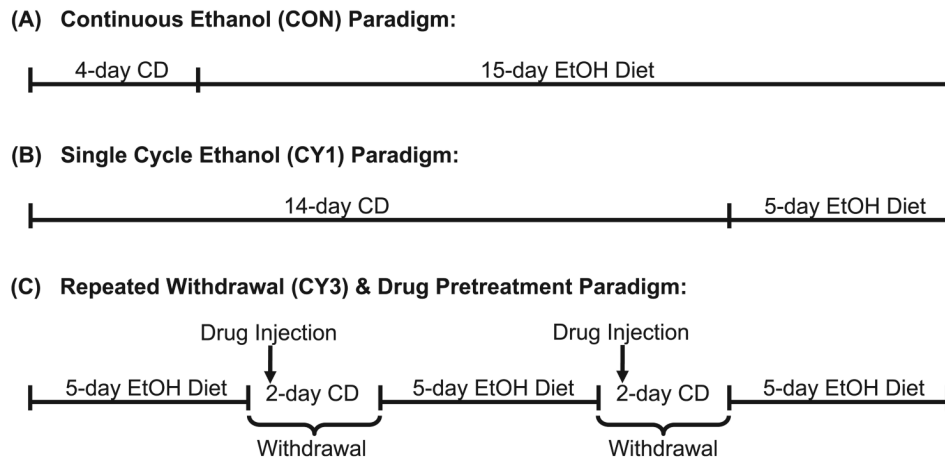 (A) Continuous Ethanol (CON) Paradigm:
4-day CD 15-day EtOH Diet
(B) Single Cycle Ethanol (CY1) Paradigm:
14-day CD 5-day EtOH Diet
(C) Repeated Withdrawal (CY3) & Drug Pretreatment Paradigm:
Drug Injection Drug Injection
5-day EtOH Diet 2-day CD 5-day EtOH Diet 2-day CD 5-day EtOH Diet
Withdrawal Withdrawal